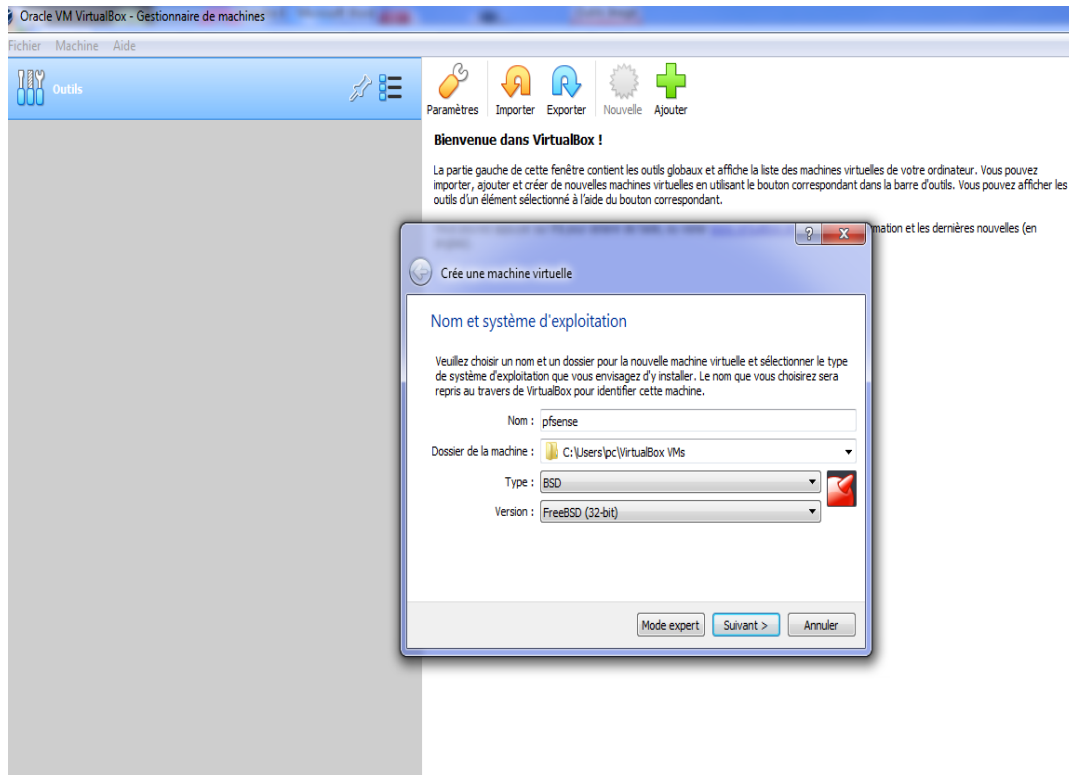 Oracle VM VirtualBox - Gestionnaire de machines
Fichier Machine Aide
Outils
Paramètres Importer Exporter Nouvelle Ajouter
Bienvenue dans VirtualBox !
La partie gauche de cette fenêtre contient les outils globaux et affiche la liste des machines virtuelles de votre ordinateur. Vous pouvez
importer, ajouter et créer de nouvelles machines virtuelles en utilisant le bouton correspondant dans la barre d'outils. Vous pouvez afficher les
outils d'un élément sélectionné à l'aide du bouton correspondant.
mation et les dernières nouvelles (en
? X
Crée une machine virtuelle
Nom et système d'exploitation
Veuillez choisir un nom et un dossier pour la nouvelle machine virtuelle et sélectionner le type
de système d'exploitation que vous envisagez d'y installer. Le nom que vous choisirez sera
repris au travers de VirtualBox pour identifier cette machine.
Nom : pfsense
Dossier de la machine : C:\Users\pc\VirtualBox VMs
Type : BSD
Version : FreeBSD (32-bit)
Mode expert Suivant > Annuler